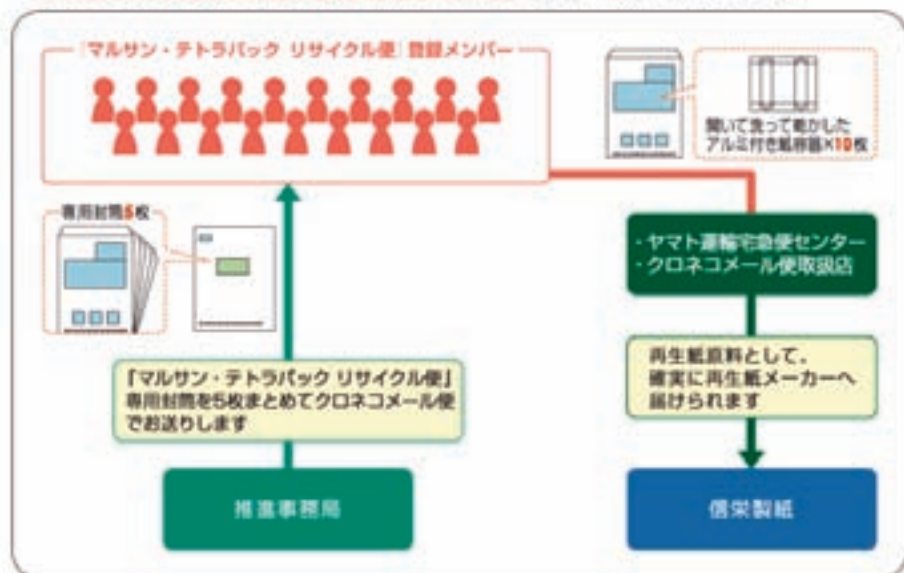 「マルサン・テトラパック リサイクル便」登録メンバー
開いて洗って乾かした
アルミ付き紙容器×10枚
専用封筒5枚
・ヤマト運輸宅急便センター
・クロネコメール便取扱店
「マルサン・テトラパック リサイクル便」
専用封筒を5枚まとめてクロネコメール便
でお送りします
再生紙原料として、
確実に再生紙メーカーへ
届けられます
推進事務局
信栄製紙